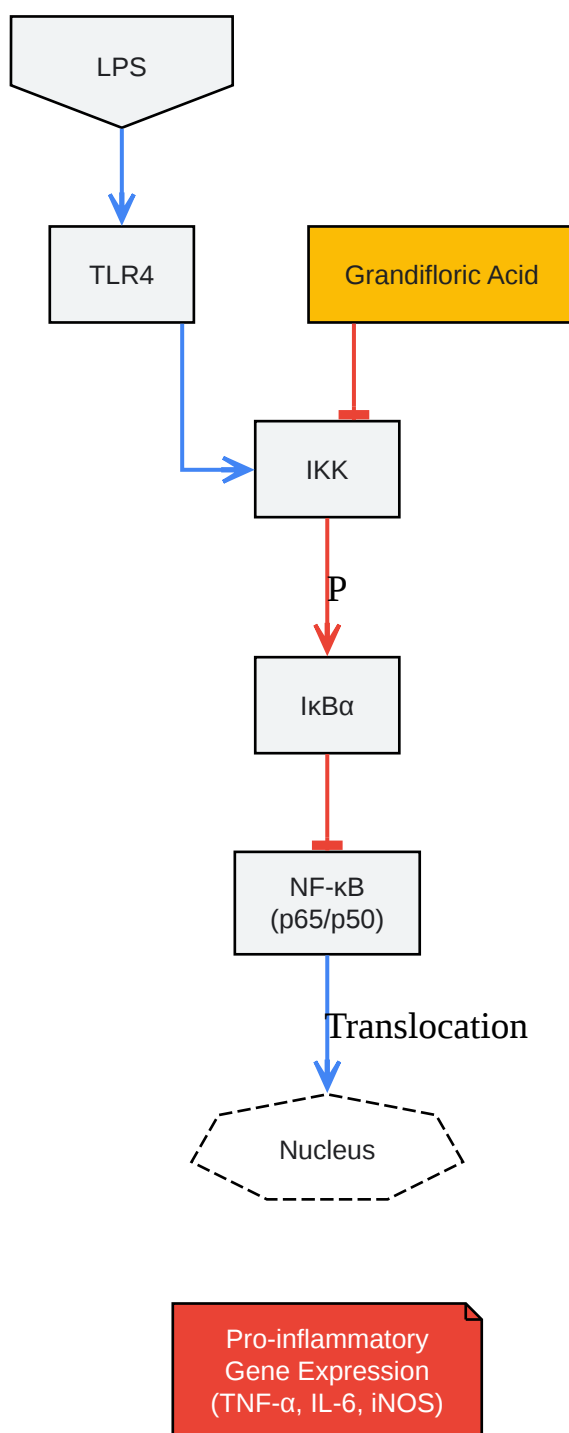 LPS
TLR4
Grandifloric Acid
IKK
P
IκBα
NF-κB
(p65/p50)
Translocation
Nucleus
Pro-inflammatory
Gene Expression
(TNF-α, IL-6, iNOS)